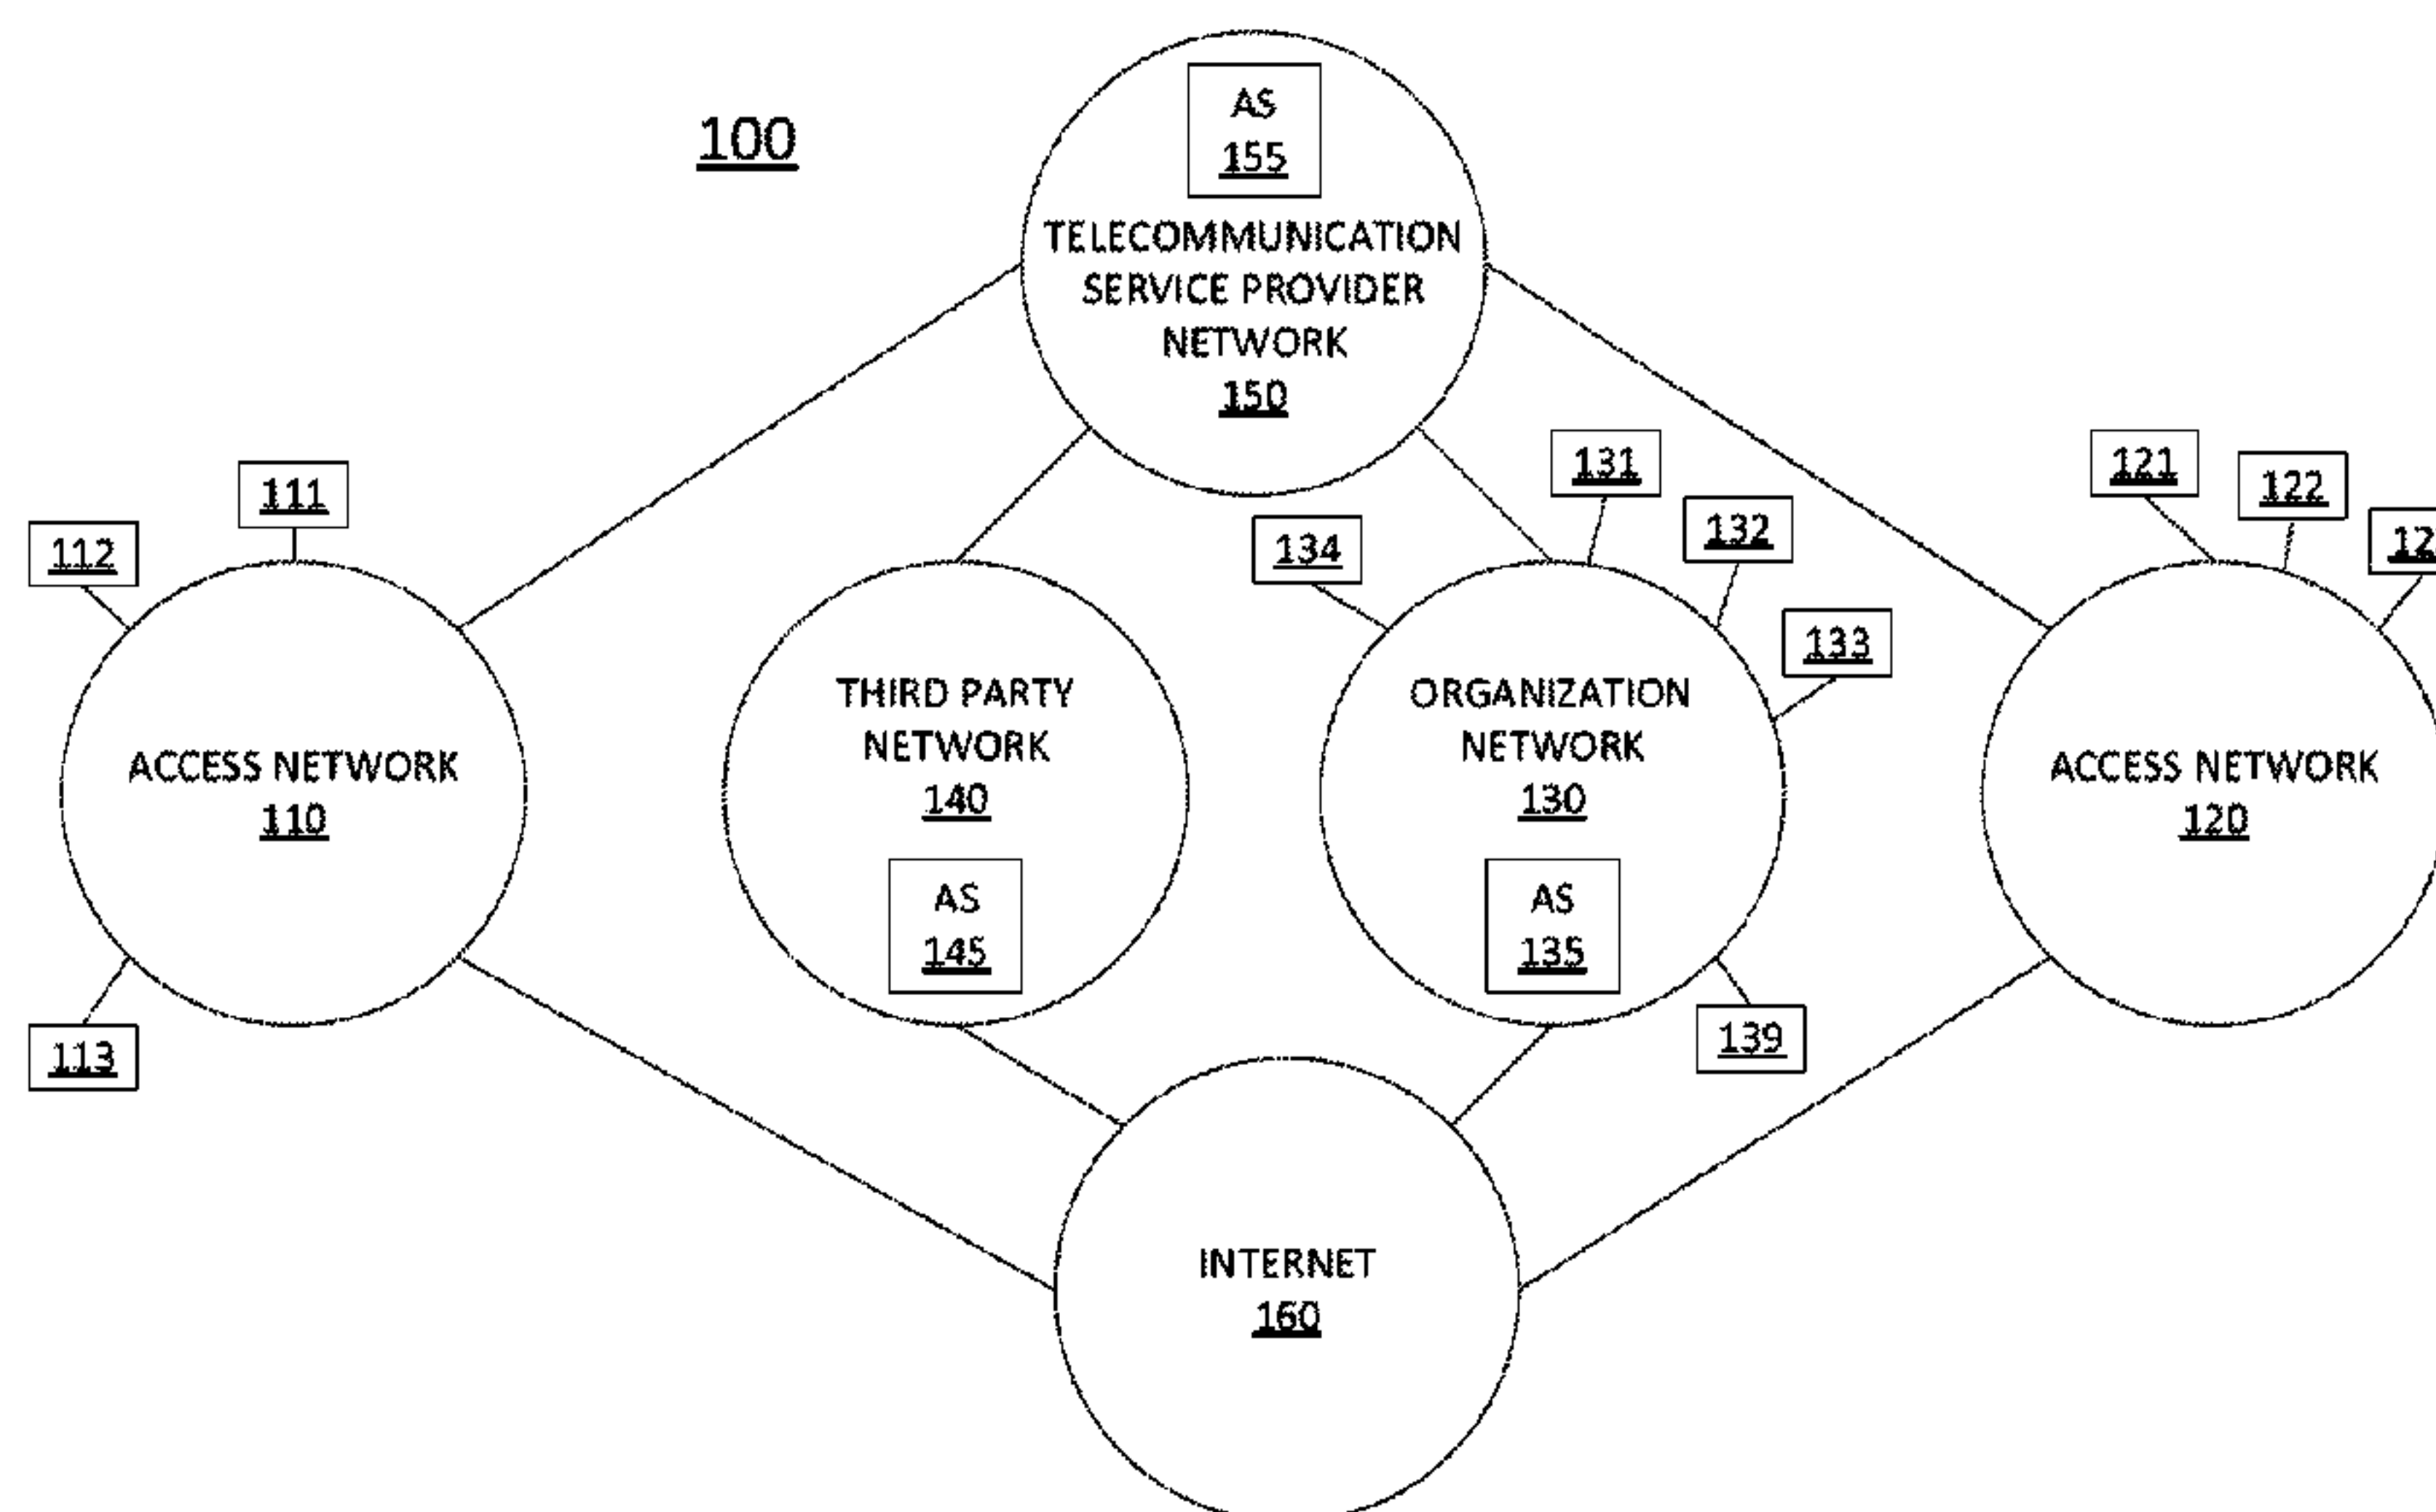 100
AS
155
TELECOMMUNICATION
SERVICE PROVIDER
NETWORK
150
111
112
113
ACCESS NETWORK
110
THIRD PARTY
NETWORK
140
AS
145
134
131
132
133
139
ORGANIZATION
NETWORK
130
AS
135
121
122
ACCESS NETWORK
120
INTERNET
160